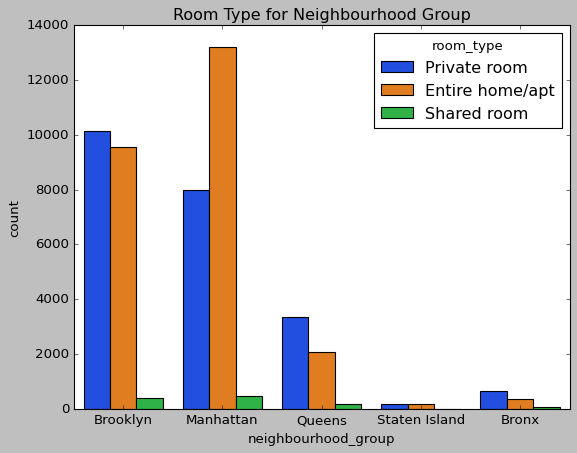 Room Type for Neighbourhood Group
14000
12000
10000
8000
6000
4000
2000
0
count
room_type
Private room
Entire home/apt
Shared room
Brooklyn Manhattan Queens Staten Island Bronx
neighbourhood_group